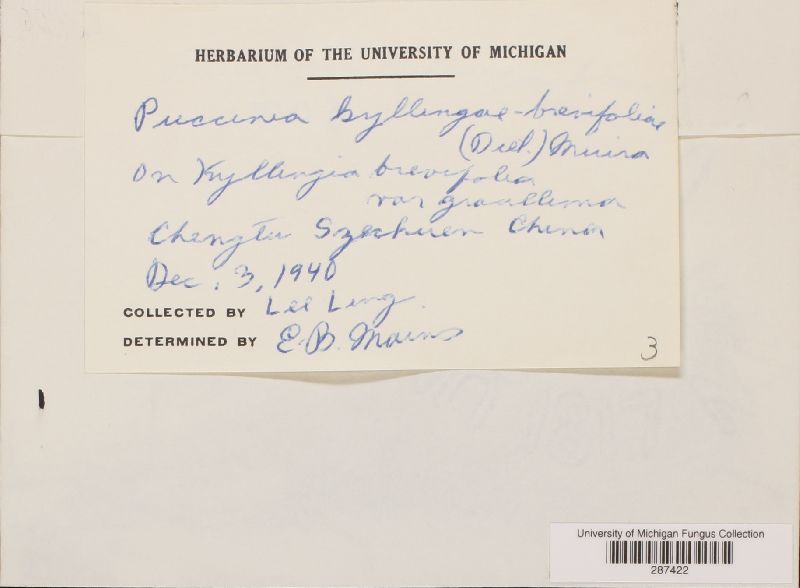 HERBARIUM OF THE UNIVERSITY OF MICHIGAN
Puccinia kyllingae-brevifoliae
(Diet.) Miura
On Kyllingia brevifolia
var gracillima
Chengtu Szechuen China
Dec. 3, 1940
COLLECTED BY Lee Ling.
DETERMINED BY E.B. Mains
3
University of Michigan Fungus Collection
287422